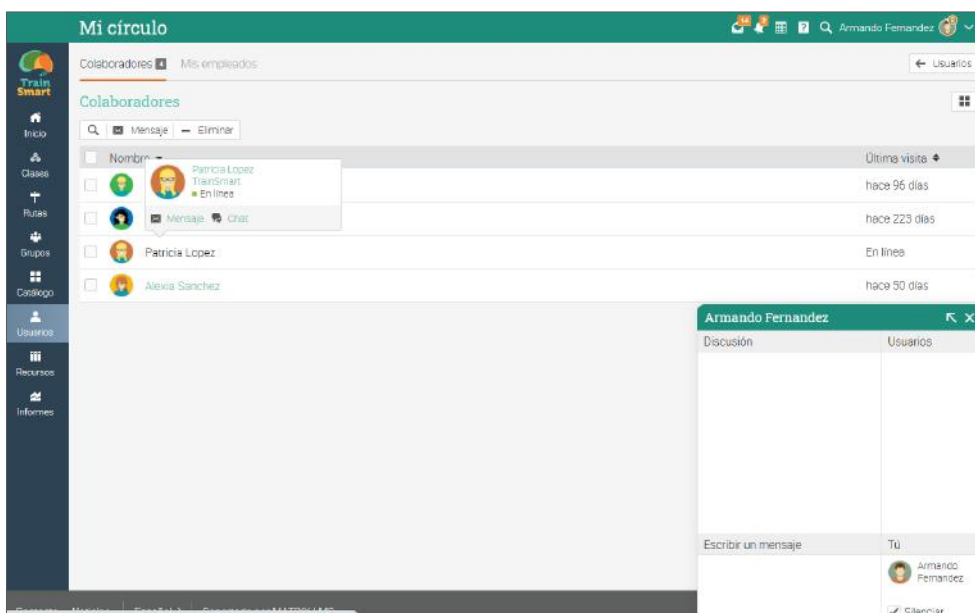 Mi círculo
14
2
Armando Fernandez
Train
Smart
Inicio
Clases
Rutas
Grupos
Catálogo
Usuarios
Recursos
Informes
Colaboradores 4
Mis empleados
Usuarios
Colaboradores
Mensaje
Eliminar
Nombre
Última visita
Patricia Lopez
TrainSmart
En línea
Mensaje
Chat
hace 96 días
hace 223 días
Patricia Lopez
En línea
Alexia Sanchez
hace 50 días
Armando Fernandez
Discusión
Usuarios
Escribir un mensaje
Tú
Armando
Fernandez
Silenciar